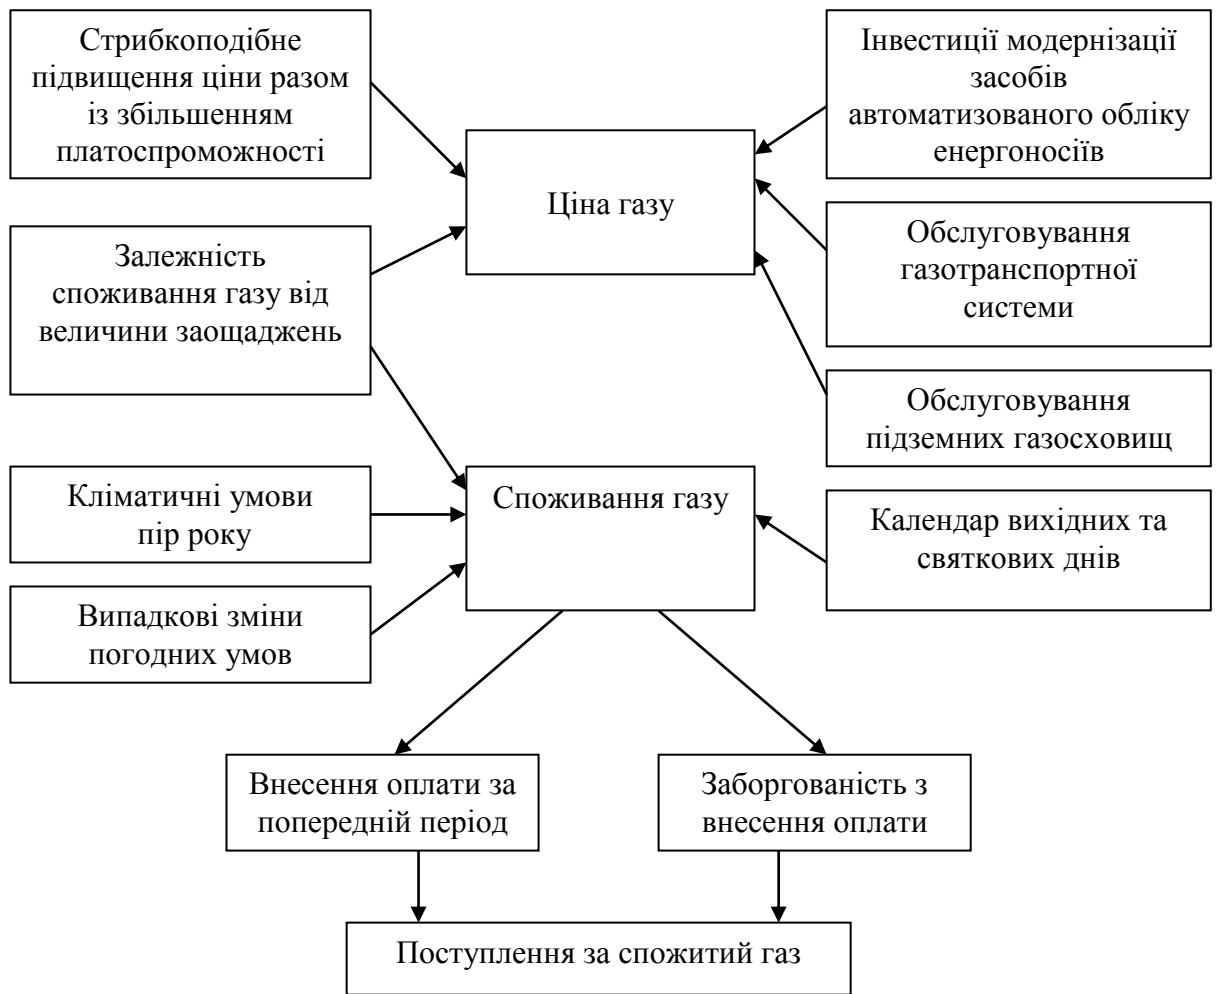 Стрибкоподібне
підвищення ціни разом
із збільшенням
платоспроможності
Інвестиції модернізації
засобів
автоматизованого обліку
енергоносіїв
Ціна газу
Залежність
споживання газу від
величини заощаджень
Обслуговування
газотранспортної
системи
Обслуговування
підземних газосховищ
Кліматичні умови
пір року
Споживання газу
Календар вихідних та
святкових днів
Випадкові зміни
погодних умов
Внесення оплати за
попередній період
Заборгованість з
внесення оплати
Поступлення за спожитий газ